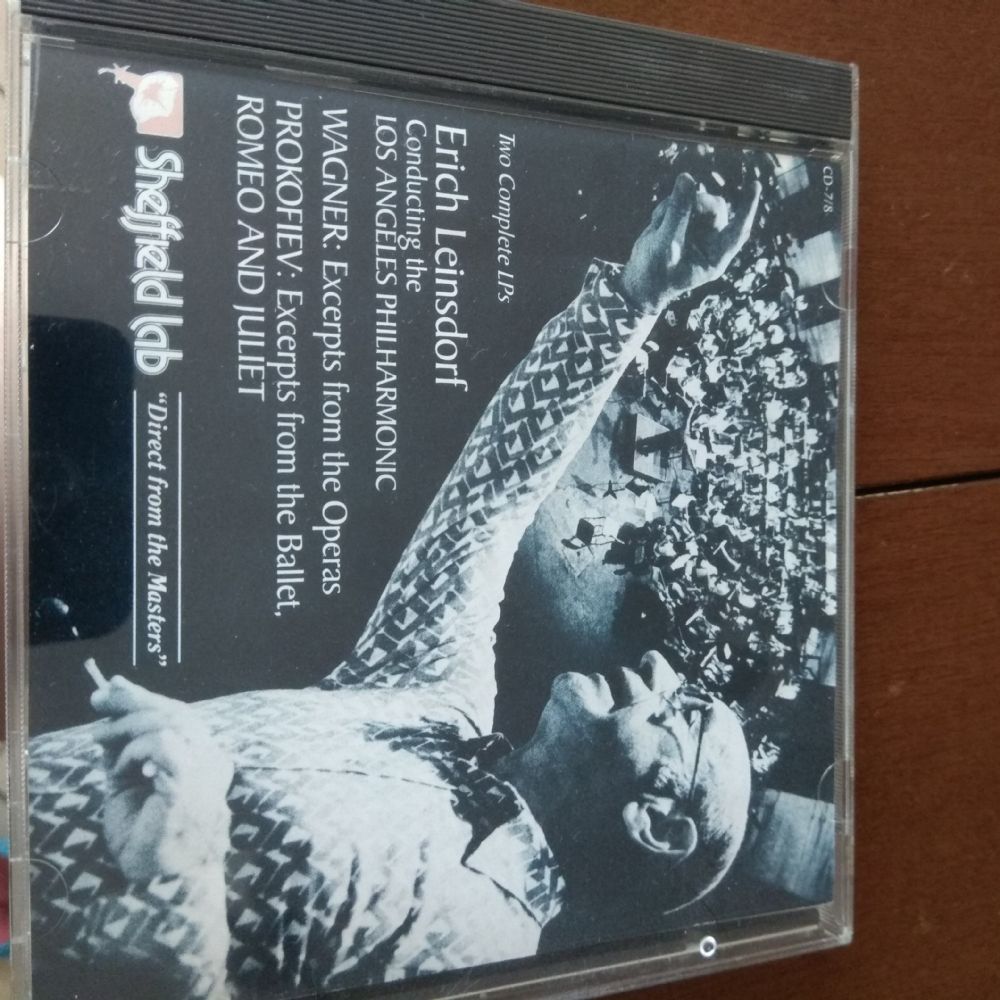 CD-7/8
Two Complete LPs
Erich Leinsdorf
Conducting the
LOS ANGELES PHILHARMONIC
WAGNER: Excerpts from the Operas
PROKOFIEV: Excerpts from the Ballet,
ROMEO AND JULIET
Sheffield lab
“Direct from the Masters”